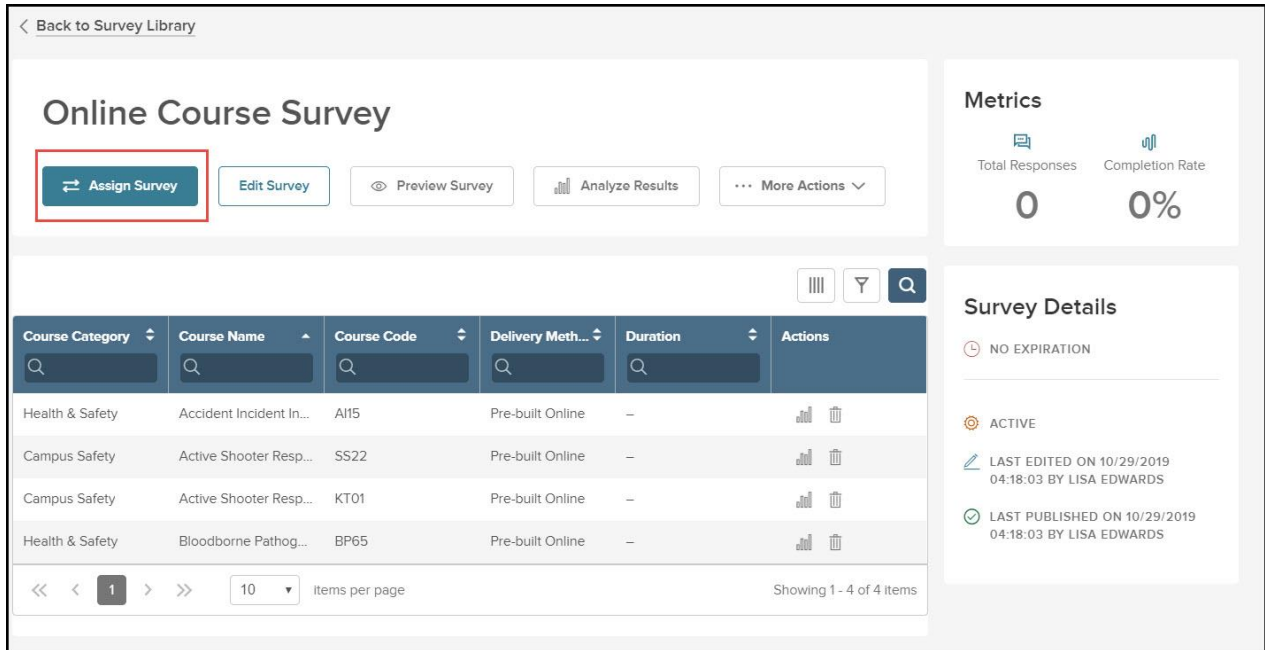 Back to Survey Library
Online Course Survey
Assign Survey Edit Survey Preview Survey Analyze Results ... More Actions
Metrics
Total Responses Completion Rate
0 0%
Course Category Course Name Course Code Delivery Meth... Duration Actions
Health & Safety Accident Incident In... AI15 Pre-built Online –
Campus Safety Active Shooter Resp... SS22 Pre-built Online –
Campus Safety Active Shooter Resp... KT01 Pre-built Online –
Health & Safety Bloodborne Pathog... BP65 Pre-built Online –
1 10 items per page Showing 1 - 4 of 4 items
Survey Details
NO EXPIRATION
ACTIVE
LAST EDITED ON 10/29/2019
04:18:03 BY LISA EDWARDS
LAST PUBLISHED ON 10/29/2019
04:18:03 BY LISA EDWARDS